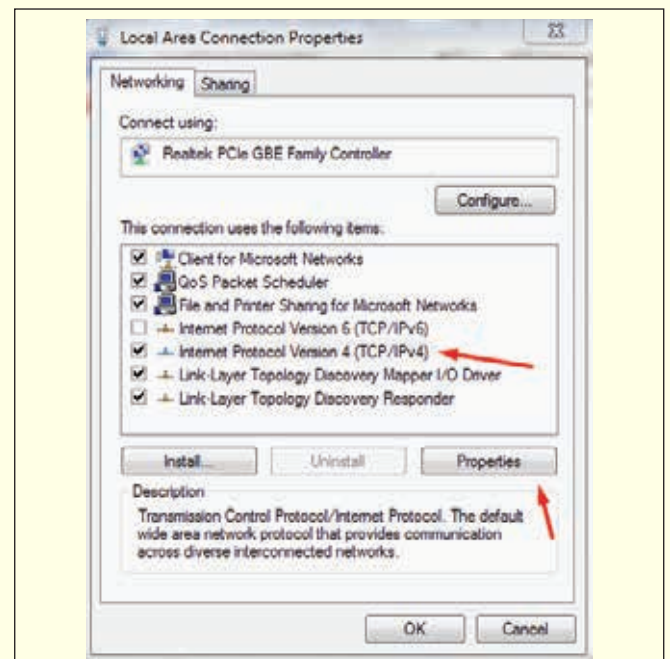 Local Area Connection Properties
Networking Sharing
Connect using:
Realtek PCIe GBE Family Controller
Configure...
This connection uses the following items:
Client for Microsoft Networks
QoS Packet Scheduler
File and Printer Sharing for Microsoft Networks
Internet Protocol Version 6 (TCP/IPv6)
Internet Protocol Version 4 (TCP/IPv4)
Link-Layer Topology Discovery Mapper I/O Driver
Link-Layer Topology Discovery Responder
Install... Uninstall Properties
Description
Transmission Control Protocol/Internet Protocol. The default
wide area network protocol that provides communication
across diverse interconnected networks.
OK Cancel